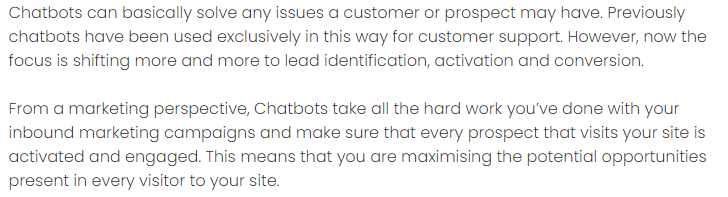 Chatbots can basically solve any issues a customer or prospect may have. Previously
chatbots have been used exclusively in this way for customer support. However, now the
focus is shifting more and more to lead identification, activation and conversion.
From a marketing perspective, Chatbots take all the hard work you’ve done with your
inbound marketing campaigns and make sure that every prospect that visits your site is
activated and engaged. This means that you are maximising the potential opportunities
present in every visitor to your site.